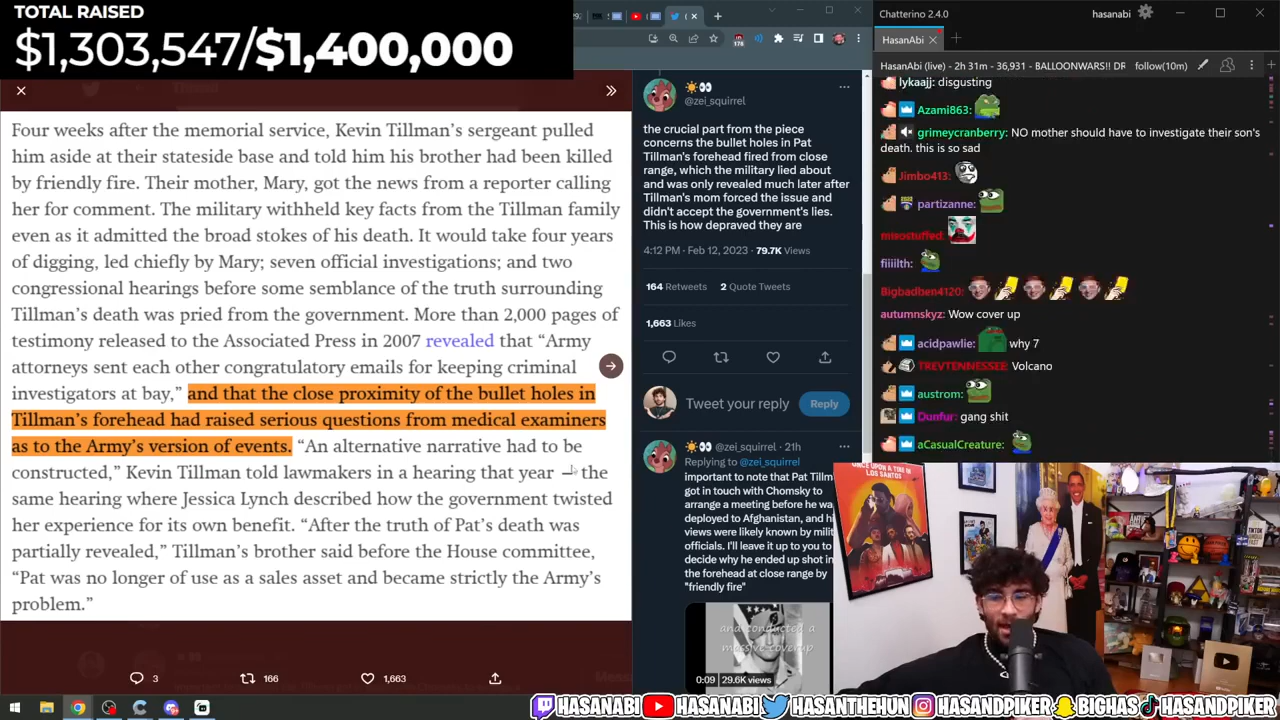 TOTAL RAISED
$1,303,547/$1,400,000
Four weeks after the memorial service, Kevin Tillman's sergeant pulled
him aside at their stateside base and told him his brother had been killed
by friendly fire. Their mother, Mary, got the news from a reporter calling
her for comment. The military withheld key facts from the Tillman family
even as it admitted the broad stokes of his death. It would take four years
of digging, led chiefly by Mary; seven official investigations; and two
congressional hearings before some semblance of the truth surrounding
Tillman's death was pried from the government. More than 2,000 pages of
testimony released to the Associated Press in 2007 revealed that “Army
attorneys sent each other congratulatory emails for keeping criminal
investigators at bay,” and that the close proximity of the bullet holes in
Tillman's forehead had raised serious questions from medical examiners
as to the Army's version of events. “An alternative narrative had to be
constructed,” Kevin Tillman told lawmakers in a hearing that year — the
same hearing where Jessica Lynch described how the government twisted
her experience for its own benefit. “After the truth of Pat's death was
partially revealed,” Tillman's brother said before the House committee,
“Pat was no longer of use as a sales asset and became strictly the Army's
problem.”
3
166
1,663
@zei_squirrel
the crucial part from the piece
concerns the bullet holes in Pat
Tillman's forehead fired from close
range, which the military lied about
and was only revealed much later after
Tillman's mom forced the issue and
didn't accept the government's lies.
This is how depraved they are
4:12 PM · Feb 12, 2023 79.7K Views
164 Retweets 2 Quote Tweets
1,663 Likes
Tweet your reply
Reply
@zei_squirrel · 21h
Replying to @zei_squirrel
important to note that Pat Tillm
got in touch with Chomsky to
arrange a meeting before he wa
deployed to Afghanistan, and hi
views were likely known by milit
officials. I'll leave it up to you to
decide why he ended up shot in
the forehead at close range by
"friendly fire"
and conducted a
massive coverup
0:09 29.6K views
Chatterino 2.4.0
hasanabi
HasanAbi
HasanAbi (live) - 2h 31m - 36,931 - BALLOONWARS!! DR follow(10m)
lykaajj: disgusting
Azami863:
grimeycranberry: NO mother should have to investigate their son's
death. this is so sad
Jimbo413:
partizanne:
misostuffed:
fiiiilth:
Bigbadben4120:
autumnskyz: Wow cover up
acidpawlie: why 7
TREVTENNESSEE: Volcano
austrom:
Dunfur: gang shit
aCasualCreature:
ONCE UPON A TIME IN
LOS SANTOS
HASANABI HASANABI HASANTHEHUN HASANDPIKER BIGHAS HASANDPIKER